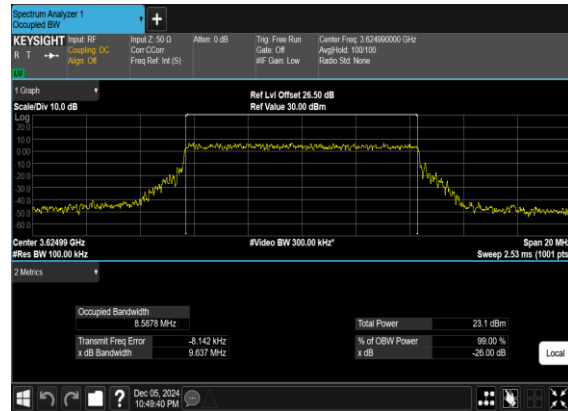 Spectrum Analyzer 1
Occupied BW
+
KEYSIGHT Input: RF Input Z: 50 Ω Atten: 0 dB Trig: Free Run Center Freq: 3.624990000 GHz
R T Coupling: DC Corr CCorr Gate: Off Avg|Hold: 100/100
Align: Off Freq Ref: Int (S) #IF Gain: Low Radio Std: None
LV
1 Graph Ref Lvl Offset 26.50 dB
Scale/Div 10.0 dB Ref Value 30.00 dBm
Log
20.0
10.0
0.00
-10.0
-20.0
-30.0
-40.0
-50.0
-60.0
Center 3.62499 GHz #Video BW 300.00 kHz* Span 20 MHz
#Res BW 100.00 kHz Sweep 2.53 ms (1001 pts)
2 Metrics
Occupied Bandwidth
8.5878 MHz Total Power 23.1 dBm
Transmit Freq Error -8.142 kHz % of OBW Power 99.00 %
x dB Bandwidth 9.637 MHz x dB -26.00 dB
Local
? Dec 05, 2024
10:49:40 PM